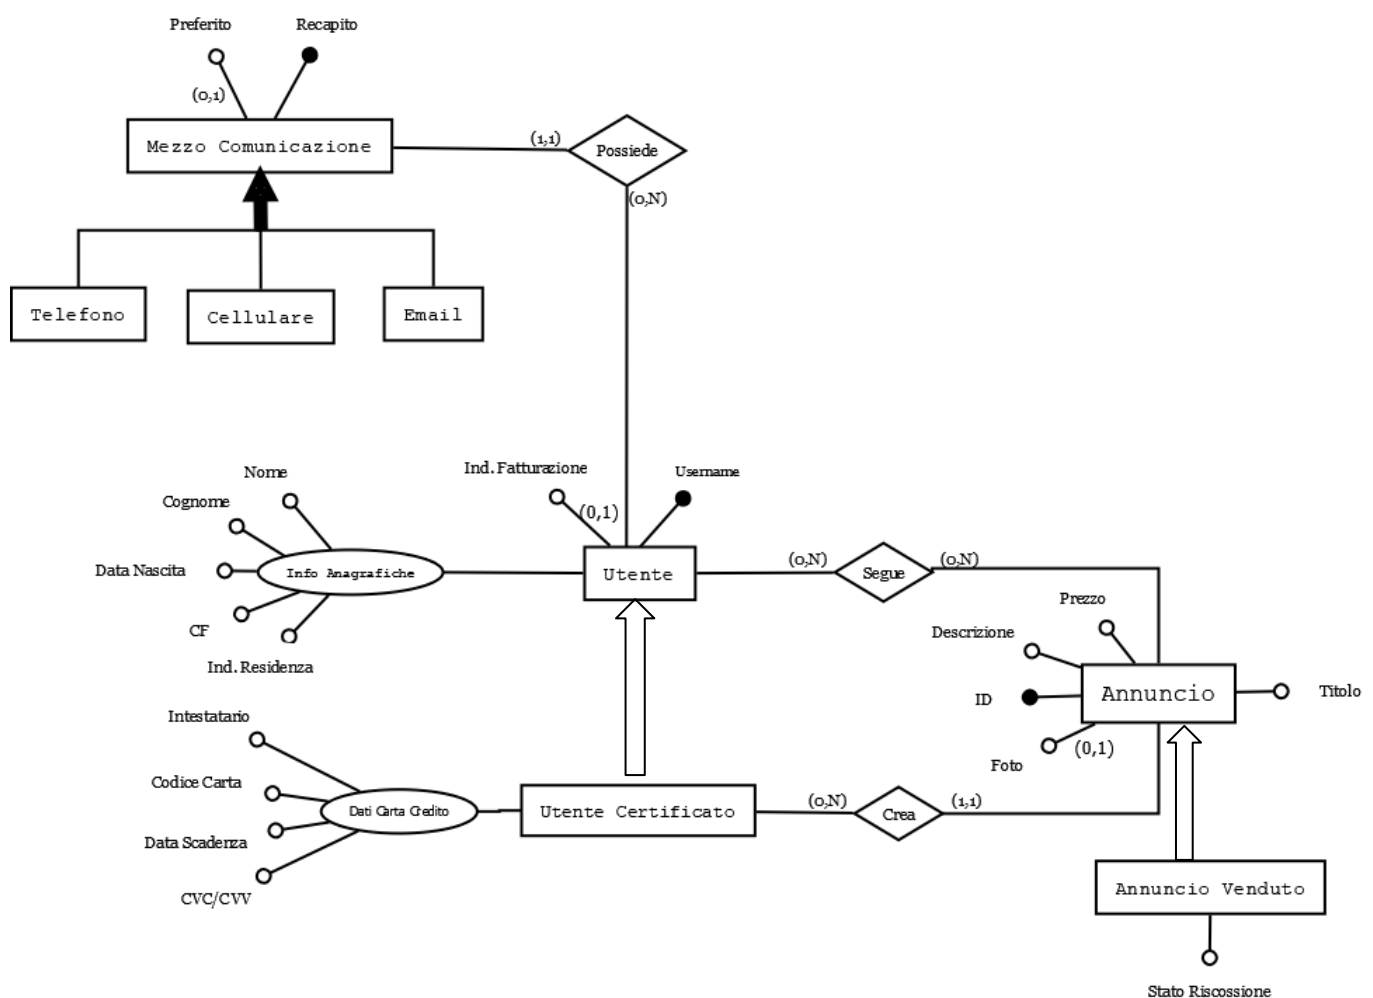 Preferito
Recapito
(0,1)
Mezzo Comunicazione
(1,1)
Possiede
(0,N)
Telefono
Cellulare
Email
Nome
Ind. Fatturazione
Username
Cognome
(0,1)
Data Nascita
Info Anagrafiche
Utente
(0,N)
Segue
(0,N)
CF
Ind. Residenza
Prezzo
Descrizione
ID
Annuncio
Titolo
Foto
(0,1)
Intestatario
Codice Carta
Dati Carta Credito
Utente Certificato
(0,N)
Crea
(1,1)
Data Scadenza
CVC/CVV
Annuncio Venduto
Stato Riscossione